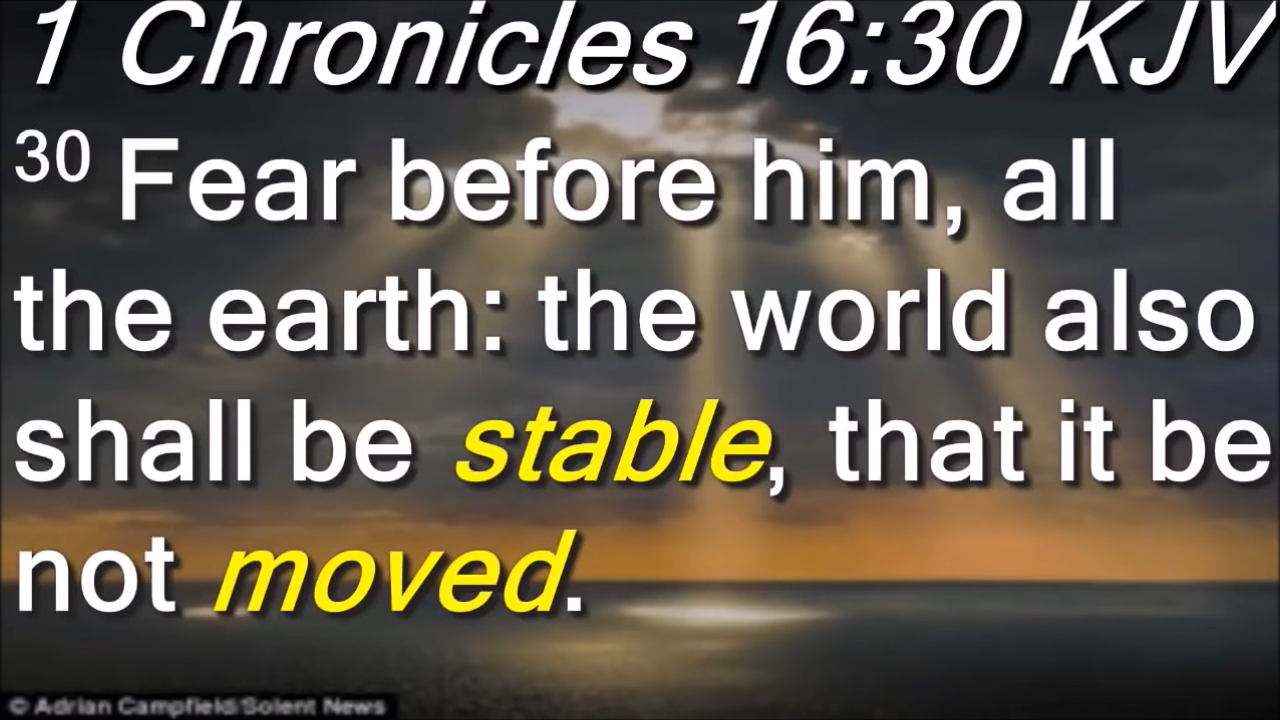 1 Chronicles 16:30 KJV
30 Fear before him, all
the earth: the world also
shall be stable, that it be
not moved.
© Adrian Campfield/Solent News